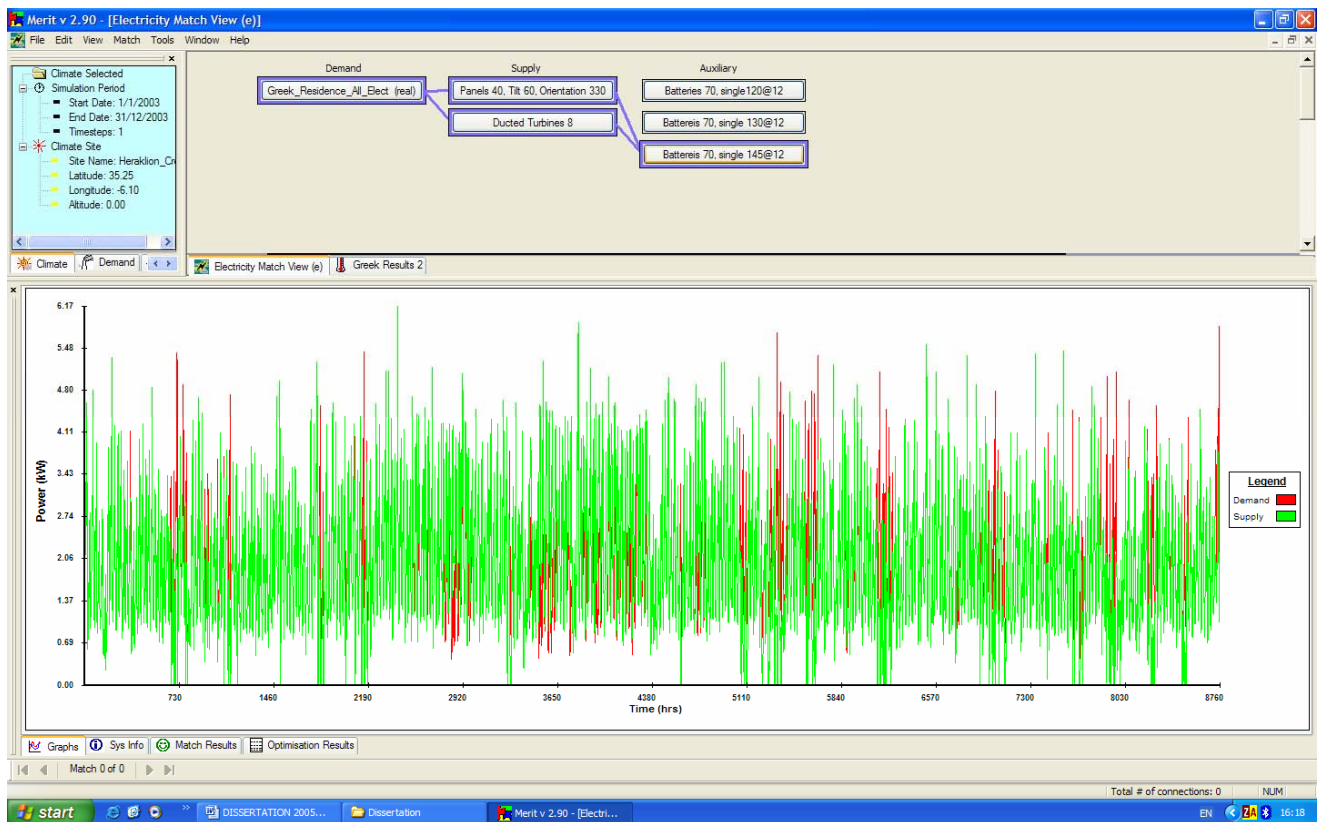 Merit v 2.90 - [Electricity Match View (e)]
File Edit View Match Tools Window Help
Climate Selected
Simulation Period
Start Date: 1/1/2003
End Date: 31/12/2003
Timesteps: 1
Climate Site
Site Name: Heraklion_Cr
Latitude: 35.25
Longitude: -6.10
Altitude: 0.00
Climate Demand
Demand Supply Auxiliary
Greek_Residence_All_Elect (real) Panels 40, Tilt 60, Orientation 330 Batteries 70, single120@12
Ducted Turbines 8 Battereis 70, single 130@12
Battereis 70, single 145@12
Electricity Match View (e) Greek Results 2
6.17
5.48
4.80
4.11
3.43
2.74
2.06
1.37
0.69
0.00
Power (kW)
730 1460 2190 2920 3650 4380 5110 5840 6570 7300 8030 8760
Time (hrs)
Legend
Demand
Supply
Graphs Sys Info Match Results Optimisation Results
Match 0 of 0
Total # of connections: 0 NUM
start DISSERTATION 2005... Dissertation Merit v 2.90 - [Electri... EN ZA 16:18